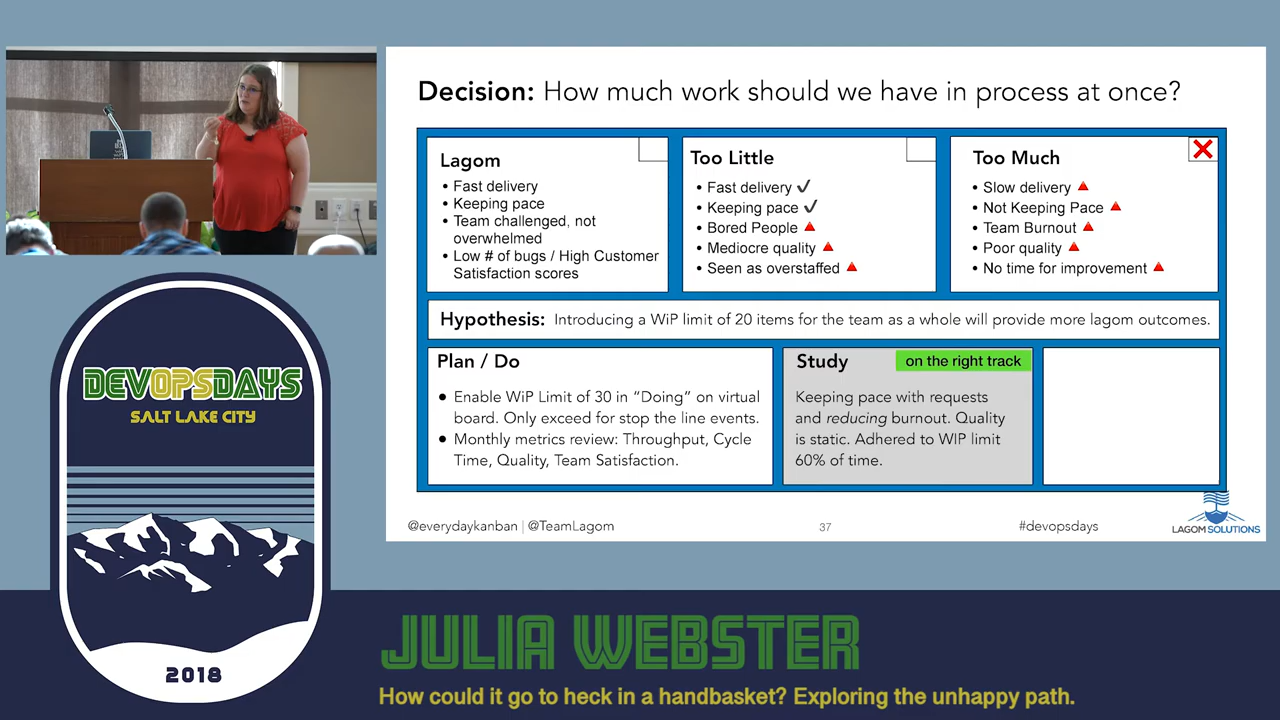 Decision: How much work should we have in process at once?
Lagom
• Fast delivery
• Keeping pace
• Team challenged, not
overwhelmed
• Low # of bugs / High Customer
Satisfaction scores
Too Little
• Fast delivery ✓
• Keeping pace ✓
• Bored People
• Mediocre quality
• Seen as overstaffed
Too Much
• Slow delivery
• Not Keeping Pace
• Team Burnout
• Poor quality
• No time for improvement
Hypothesis: Introducing a WiP limit of 20 items for the team as a whole will provide more lagom outcomes.
Plan / Do
• Enable WiP Limit of 30 in “Doing” on virtual
board. Only exceed for stop the line events.
• Monthly metrics review: Throughput, Cycle
Time, Quality, Team Satisfaction.
Study
on the right track
Keeping pace with requests
and reducing burnout. Quality
is static. Adhered to WIP limit
60% of time.
@everydaykanban | @TeamLagom
37
#devopsdays
LAGOM SOLUTIONS
DEVOPSDAYS
SALT LAKE CITY
2018
JULIA WEBSTER
How could it go to heck in a handbasket? Exploring the unhappy path.